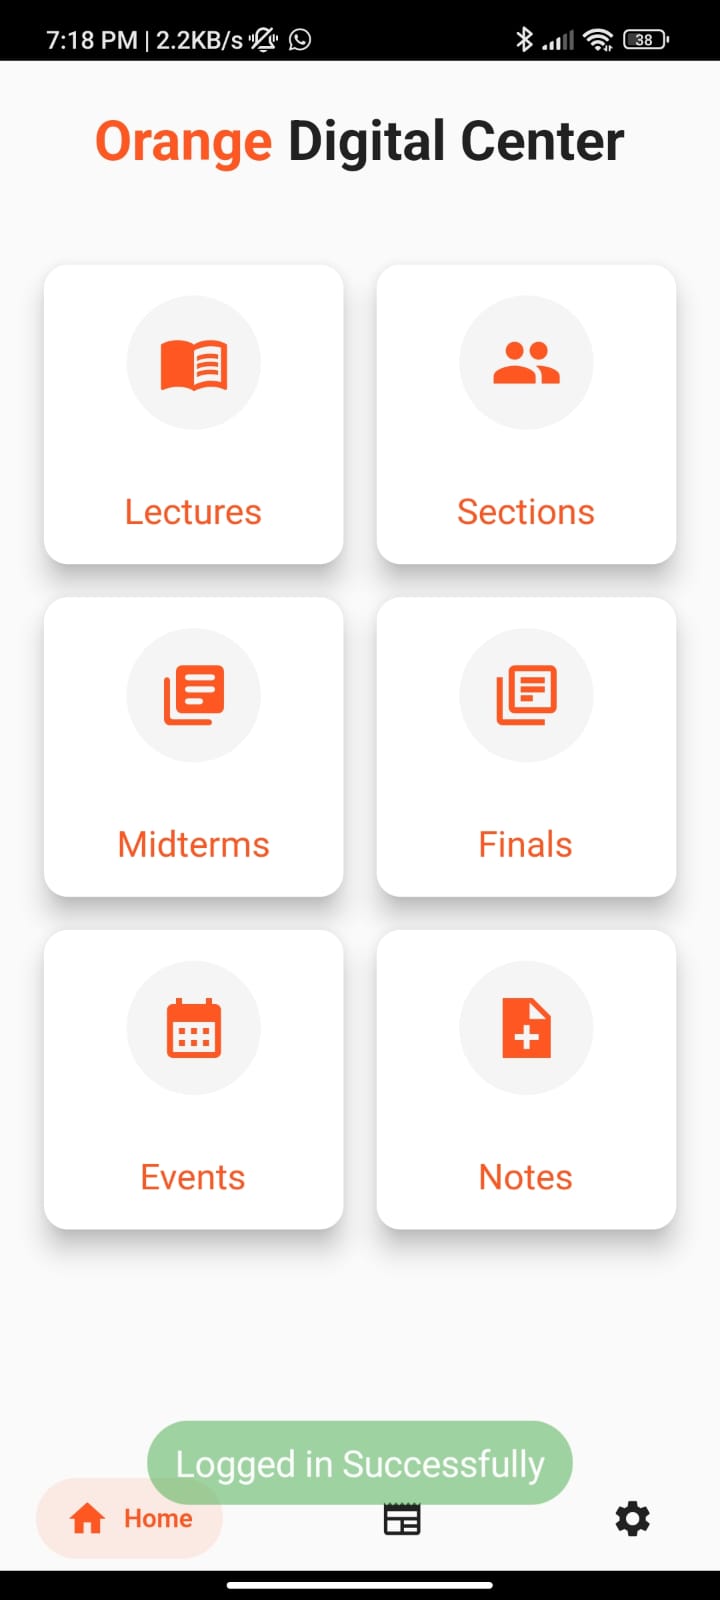 7:18 PM | 2.2KB/s
38
Orange Digital Center
Lectures
Sections
Midterms
Finals
Events
Notes
Logged in Successfully
Home